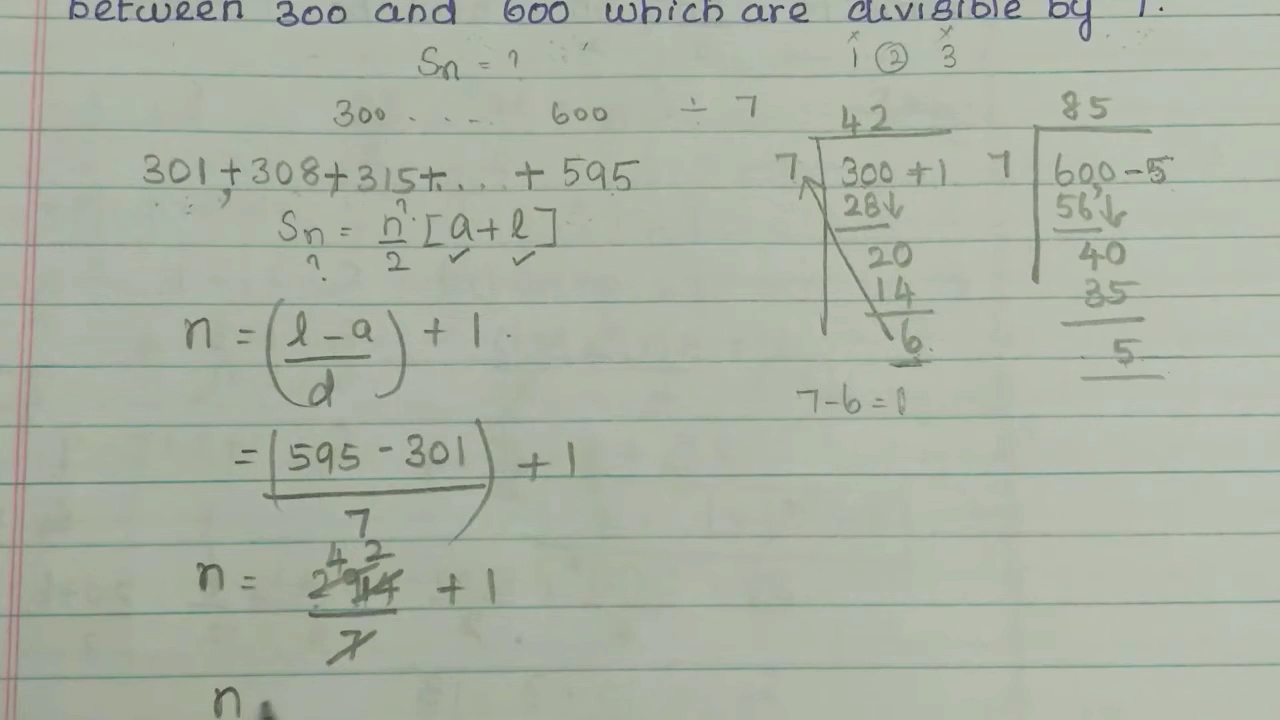 between 300 and 600 which are divisible by 7.
Sn = ?
1 2 3
300 .... 600 ÷ 7
301 + 308 + 315 + ... + 595
Sn = n/2 [a + l]
? ?
n = (l - a / d) + 1.
= (595 - 301 / 7) + 1
42
n = 294 / 7 + 1
n
42
7 300 + 1
28↓
20
14
6
7 - 6 = 1
85
7 600 - 5
56↓
40
35
5